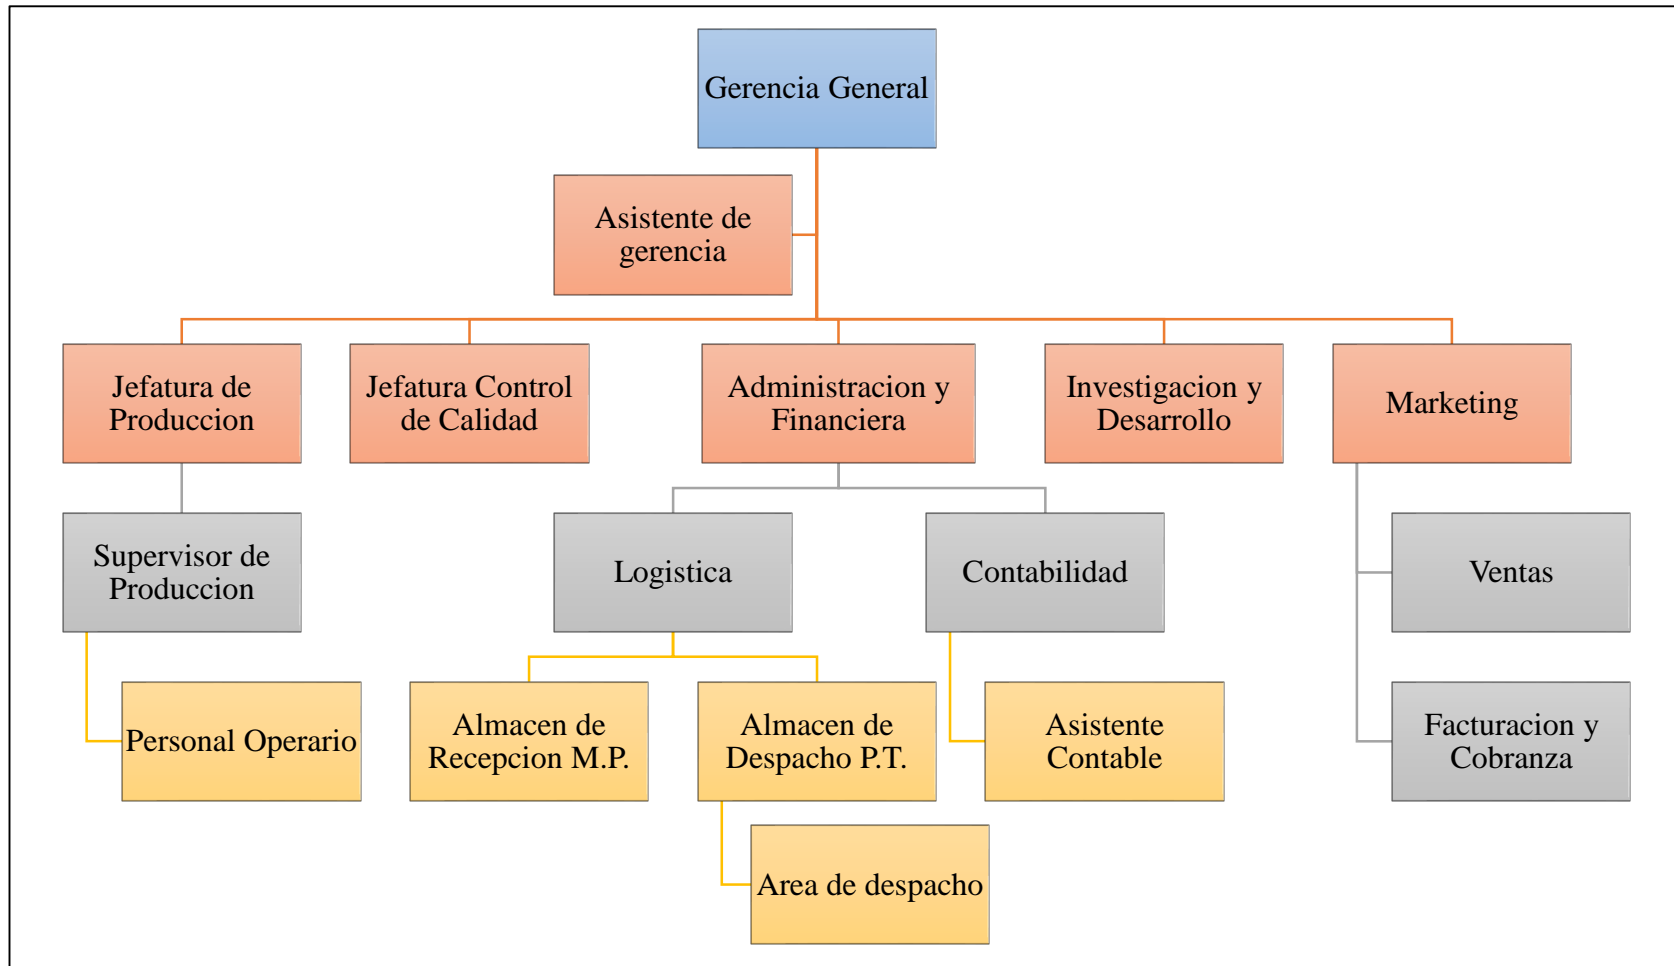 Gerencia General
Asistente de
gerencia
Jefatura de
Produccion
Jefatura Control
de Calidad
Administracion y
Financiera
Investigacion y
Desarrollo
Marketing
Supervisor de
Produccion
Logistica
Contabilidad
Ventas
Personal Operario
Almacen de
Recepcion M.P.
Almacen de
Despacho P.T.
Asistente
Contable
Facturacion y
Cobranza
Area de despacho